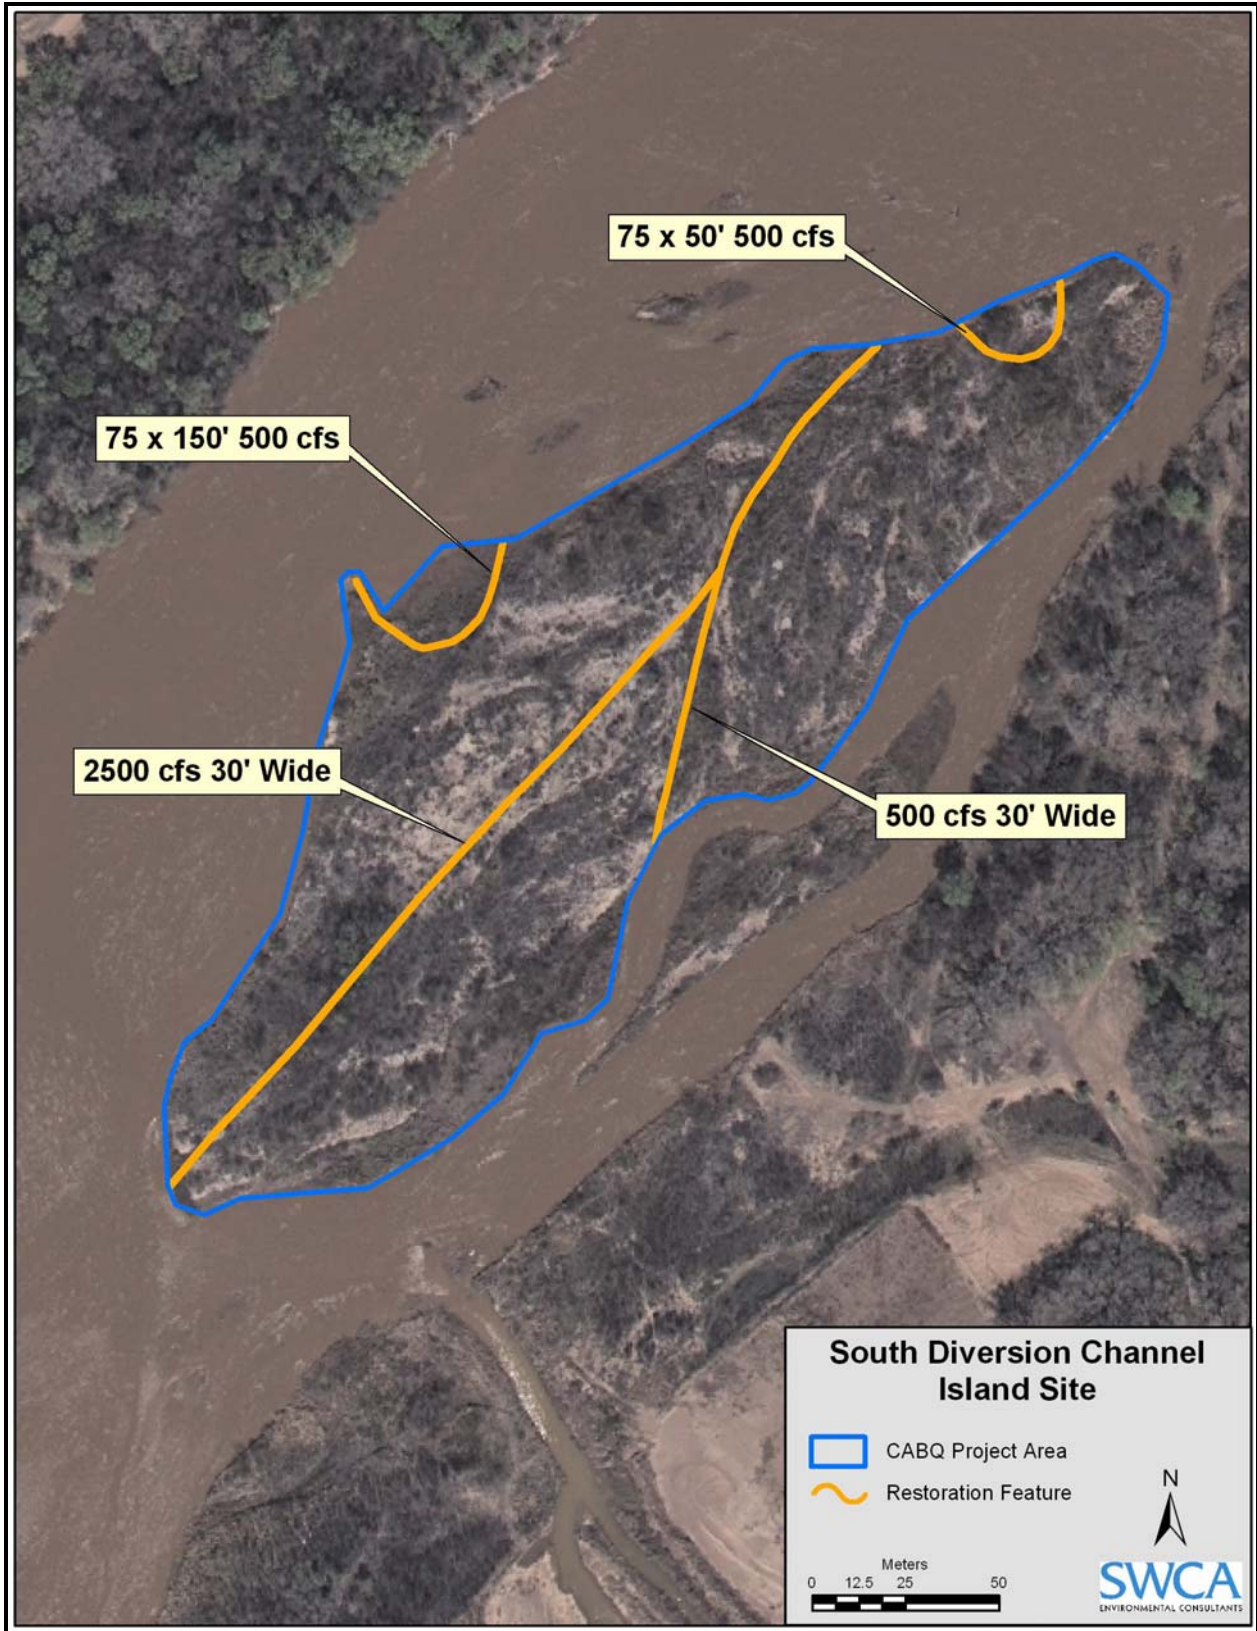 75 x 50' 500 cfs
75 x 150' 500 cfs
2500 cfs 30' Wide
500 cfs 30' Wide
South Diversion Channel
Island Site
CABQ Project Area
Restoration Feature
N
Meters
0 12.5 25 50
SWCA
ENVIRONMENTAL CONSULTANTS